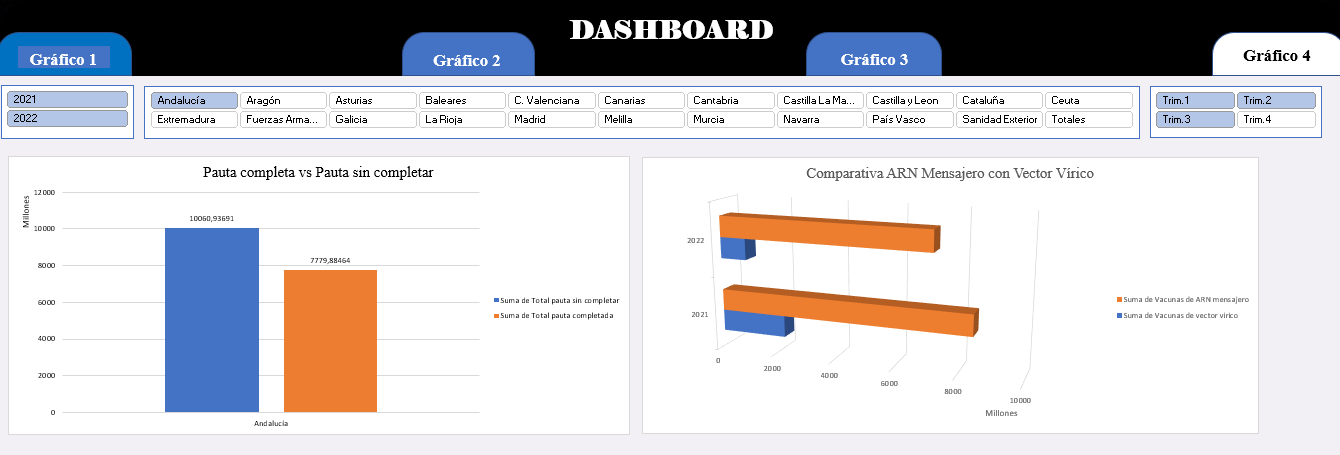 DASHBOARD
Gráfico 1
Gráfico 2
Gráfico 3
Gráfico 4
2021
2022
Andalucía
Aragón
Asturias
Baleares
C. Valenciana
Canarias
Cantabria
Castilla La Ma...
Castilla y Leon
Cataluña
Ceuta
Extremadura
Fuerzas Arma...
Galicia
La Rioja
Madrid
Melilla
Murcia
Navarra
País Vasco
Sanidad Exterior
Totales
Trim.1
Trim.2
Trim.3
Trim.4
Pauta completa vs Pauta sin completar
Millones
12000
10000
8000
6000
4000
2000
0
10060,93691
7779,88464
Andalucía
Suma de Total pauta sin completar
Suma de Total pauta completada
Comparativa ARN Mensajero con Vector Vírico
2022
2021
0
2000
4000
6000
8000
10000
Millones
Suma de Vacunas de ARN mensajero
Suma de Vacunas de vector vírico